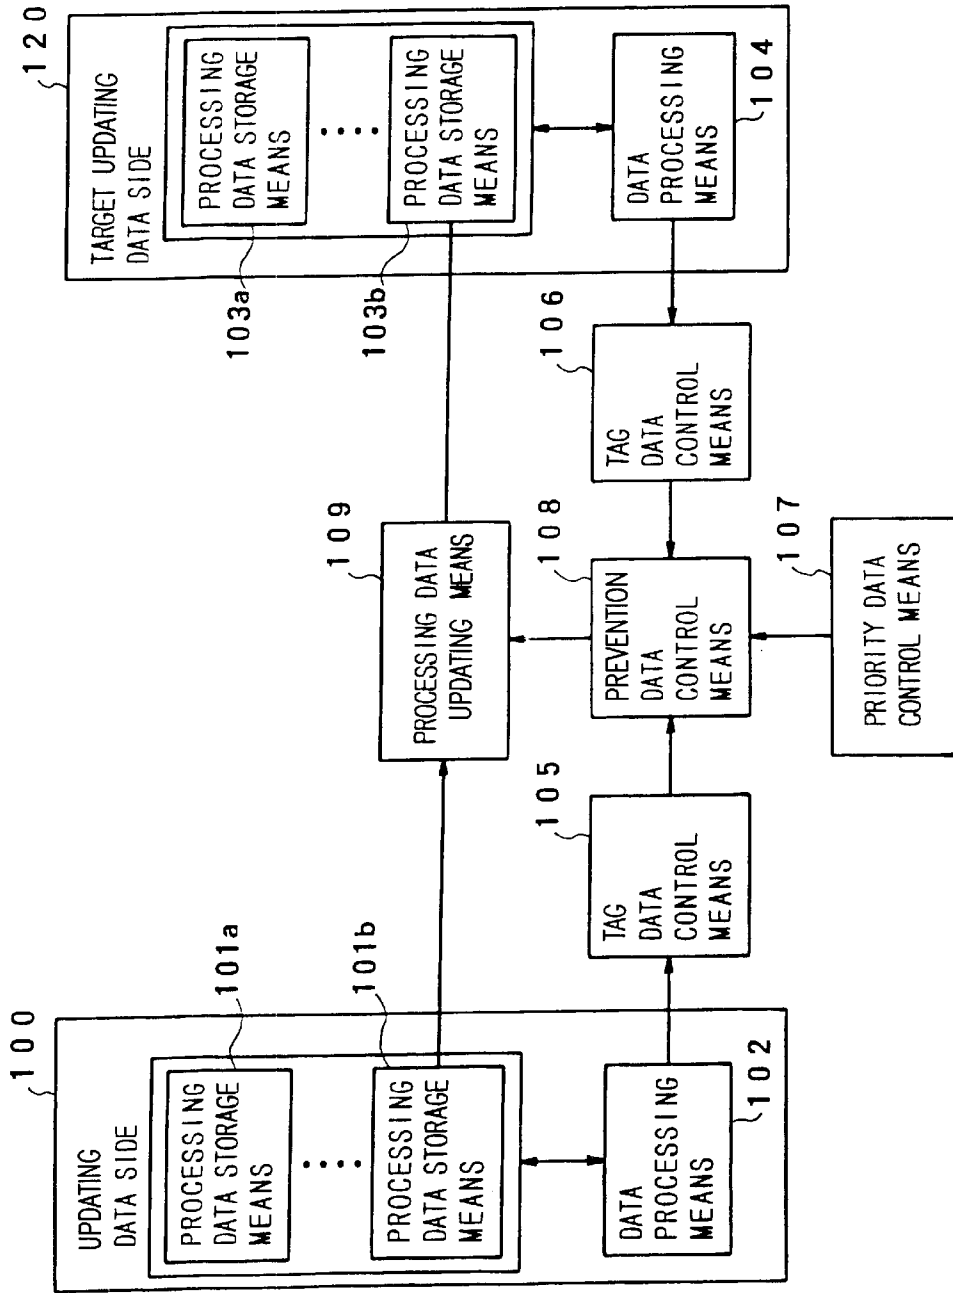 100
UPDATING
DATA SIDE
PROCESSING
DATA STORAGE
MEANS
101a
PROCESSING
DATA STORAGE
MEANS
101b
DATA
PROCESSING
MEANS
102
109
PROCESSING DATA
UPDATING MEANS
105
TAG
DATA
CONTROL
MEANS
108
PREVENTION
DATA
CONTROL
MEANS
106
TAG
DATA
CONTROL
MEANS
107
PRIORITY DATA
CONTROL MEANS
120
TARGET UPDATING
DATA SIDE
103a
PROCESSING
DATA STORAGE
MEANS
103b
PROCESSING
DATA STORAGE
MEANS
DATA
PROCESSING
MEANS
104